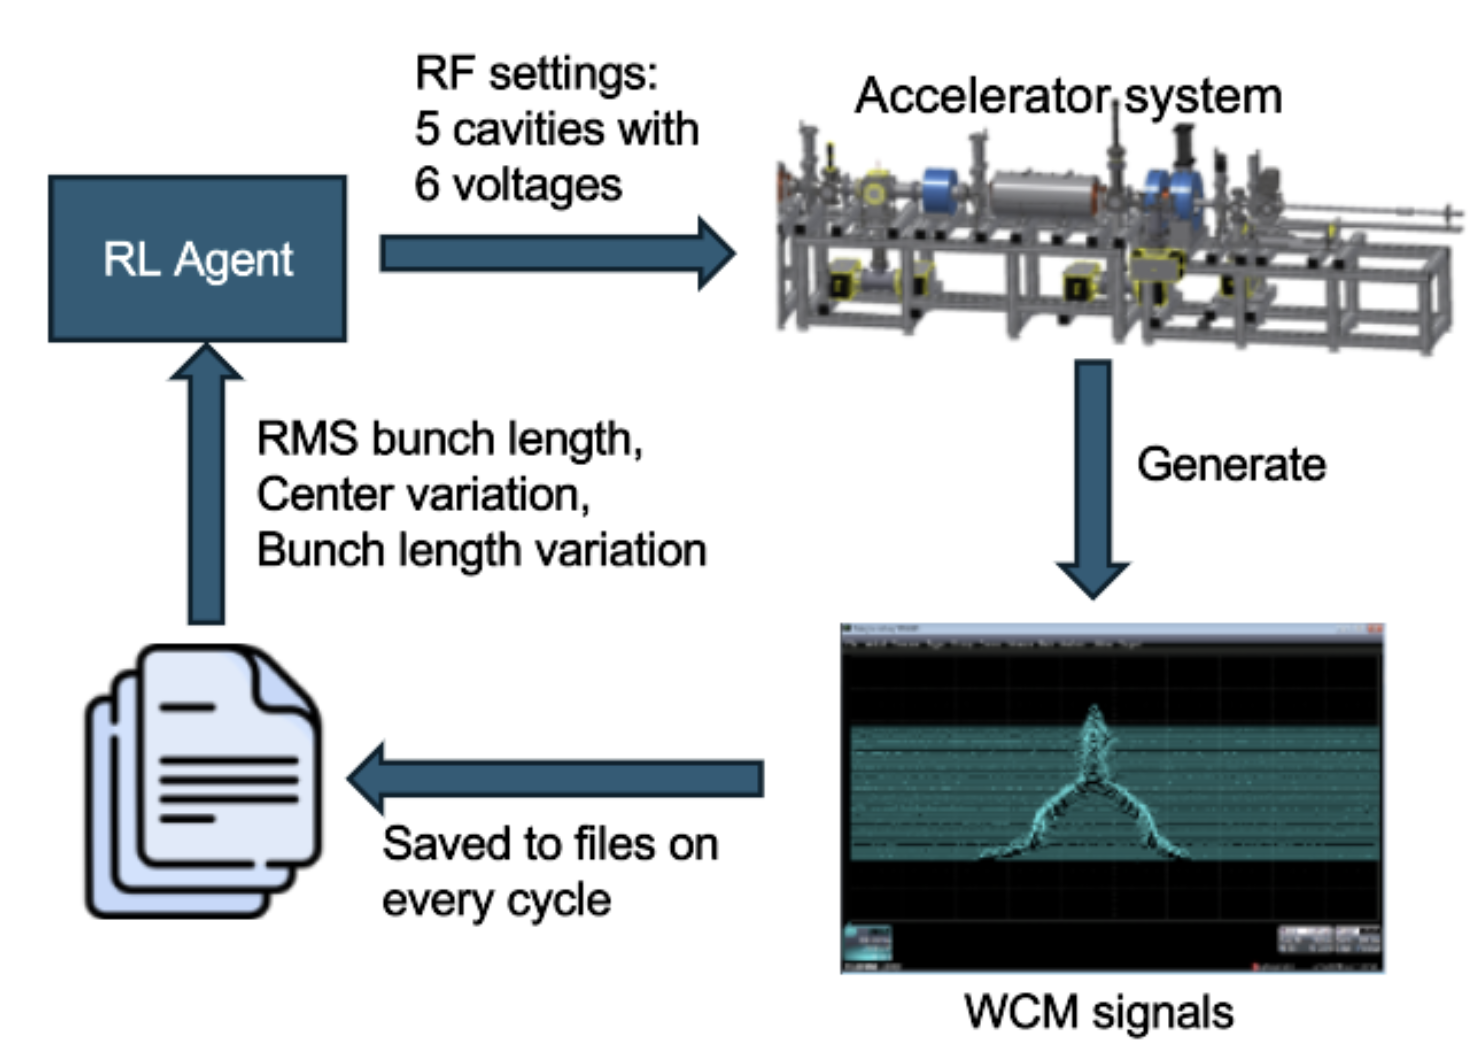 RF settings:
5 cavities with
6 voltages
Accelerator system
RL Agent
RMS bunch length,
Center variation,
Bunch length variation
Generate
Saved to files on
every cycle
WCM signals